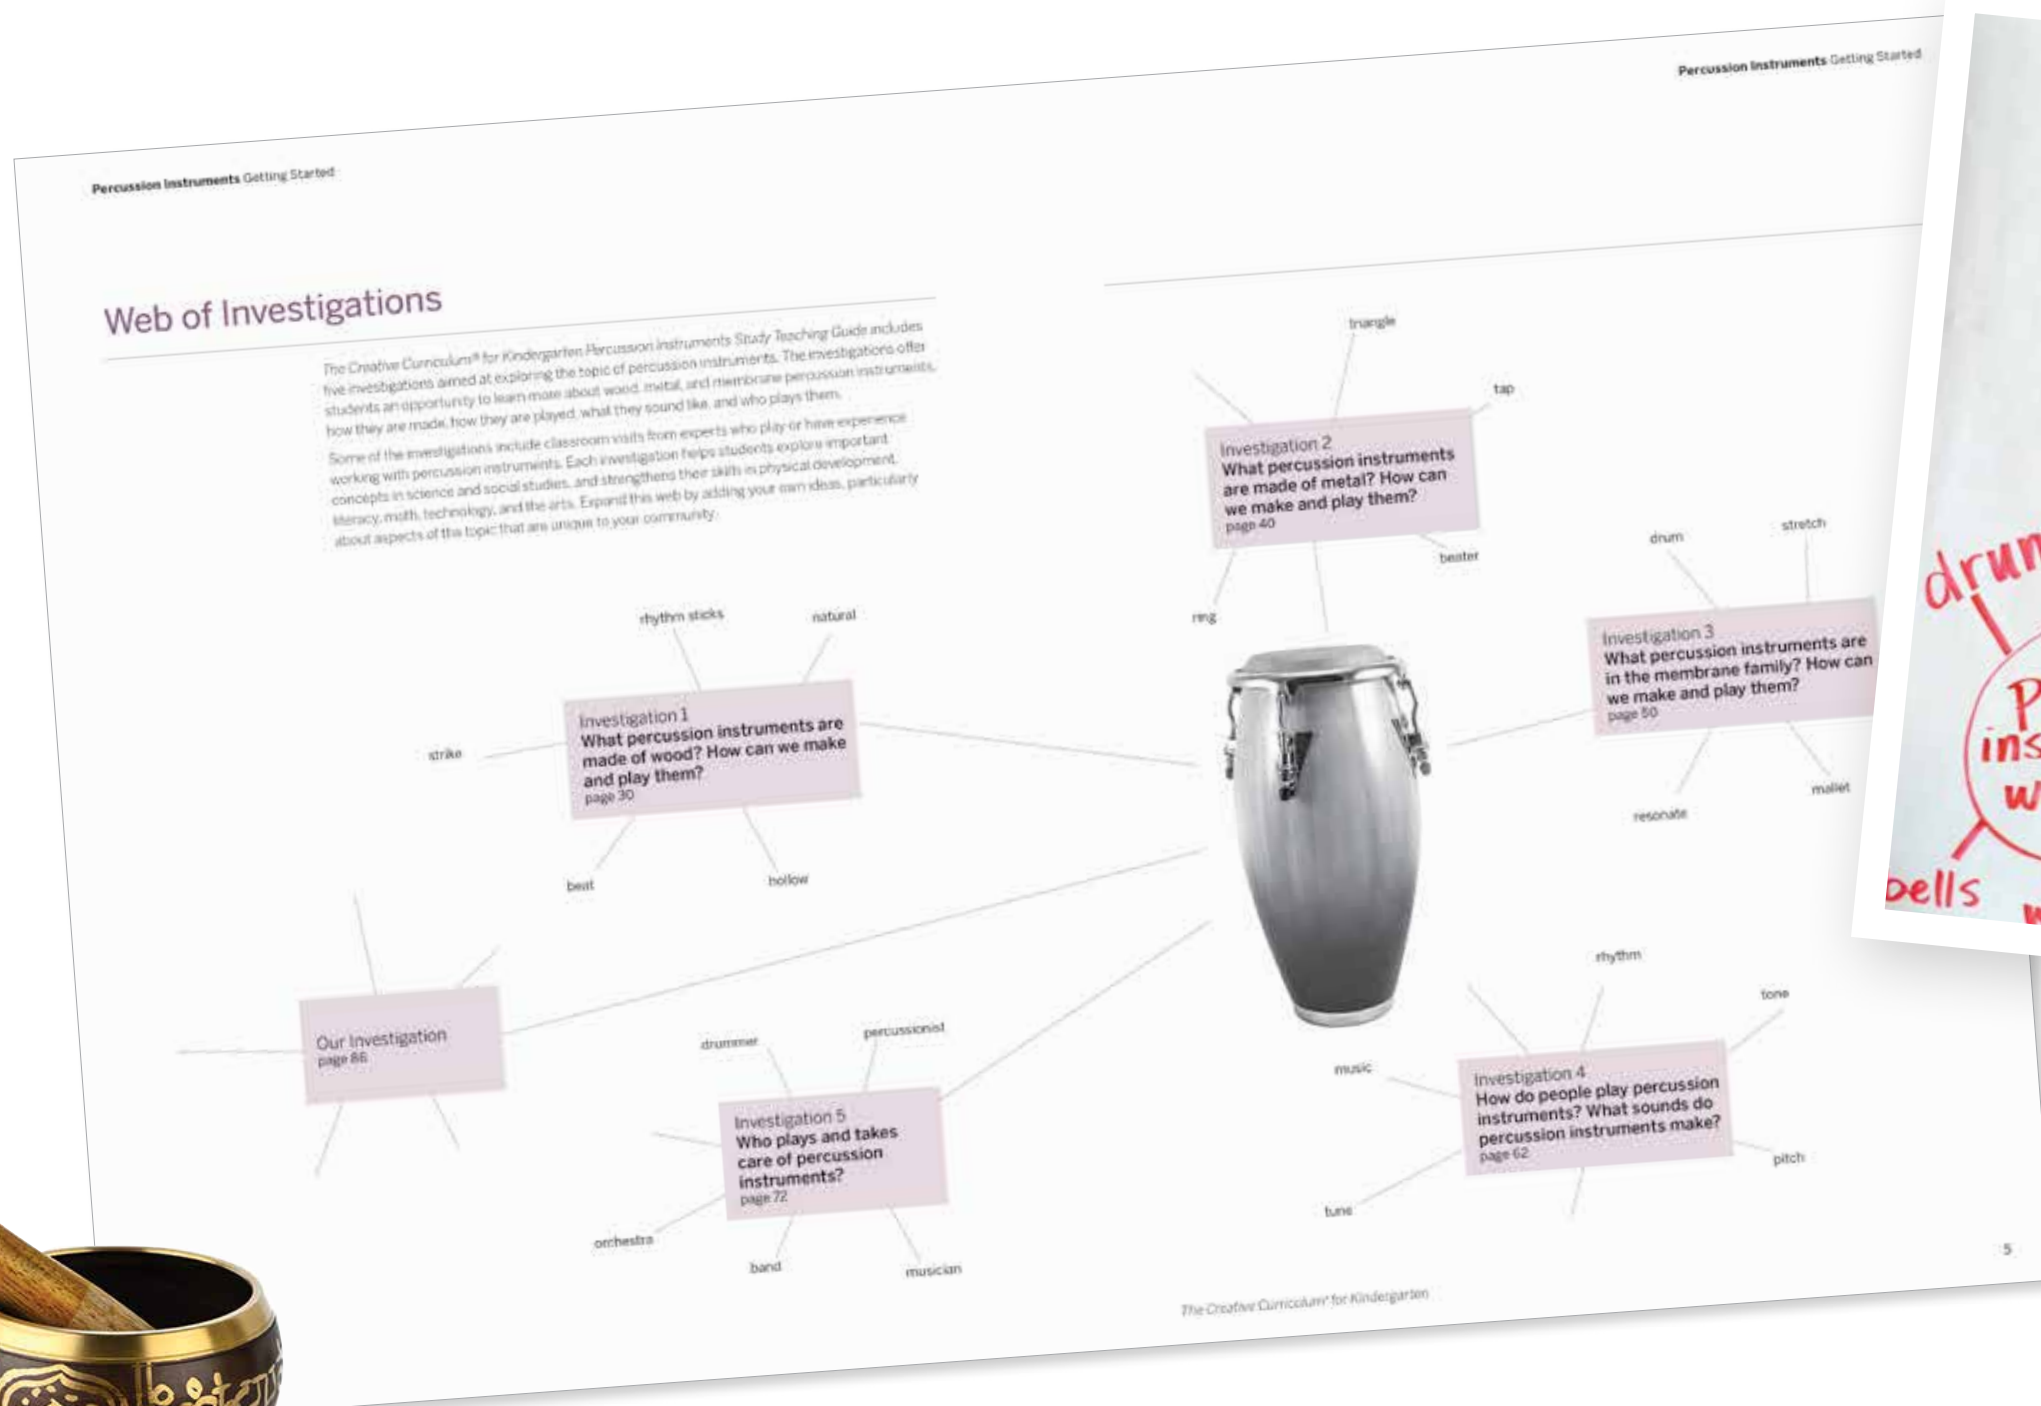 Percussion Instruments Getting Started
Web of Investigations
The Creative Curriculum® for Kindergarten Percussion Instruments Study Teaching Guide includes
five investigations aimed at exploring the topic of percussion instruments. The investigations offer
students an opportunity to learn more about wood, metal, and membrane percussion instruments,
how they are made, how they are played, what they sound like, and who plays them.
Some of the investigations include classroom visits from experts who play or have experience
working with percussion instruments. Each investigation helps students explore important
concepts in science and social studies, and strengthens their skills in physical development,
literacy, math, technology, and the arts. Expand this web by adding your own ideas, particularly
about aspects of the topic that are unique to your community.
rhythm sticks
natural
strike
Investigation 1
What percussion instruments are
made of wood? How can we make
and play them?
page 30
beat
hollow
Our Investigation
page 86
drummer
percussionist
Investigation 5
Who plays and takes
care of percussion
instruments?
page 72
orchestra
band
musician
Percussion Instruments Getting Started
triangle
tap
Investigation 2
What percussion instruments
are made of metal? How can
we make and play them?
page 40
beater
ring
drum
stretch
Investigation 3
What percussion instruments are
in the membrane family? How can
we make and play them?
page 50
resonate
mallet
rhythm
tone
music
Investigation 4
How do people play percussion
instruments? What sounds do
percussion instruments make?
page 62
pitch
tune
The Creative Curriculum® for Kindergarten
5
bells